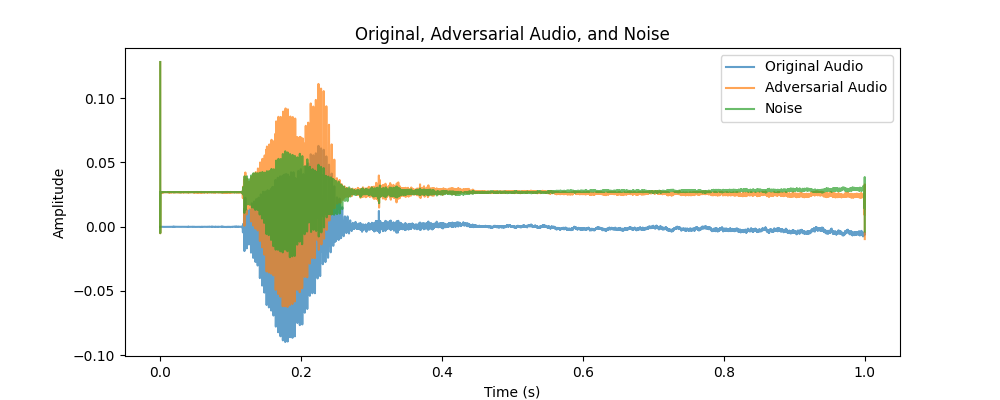 Original, Adversarial Audio, and Noise
Original Audio
Adversarial Audio
Noise
Amplitude
0.10
0.05
0.00
−0.05
−0.10
0.0 0.2 0.4 0.6 0.8 1.0
Time (s)